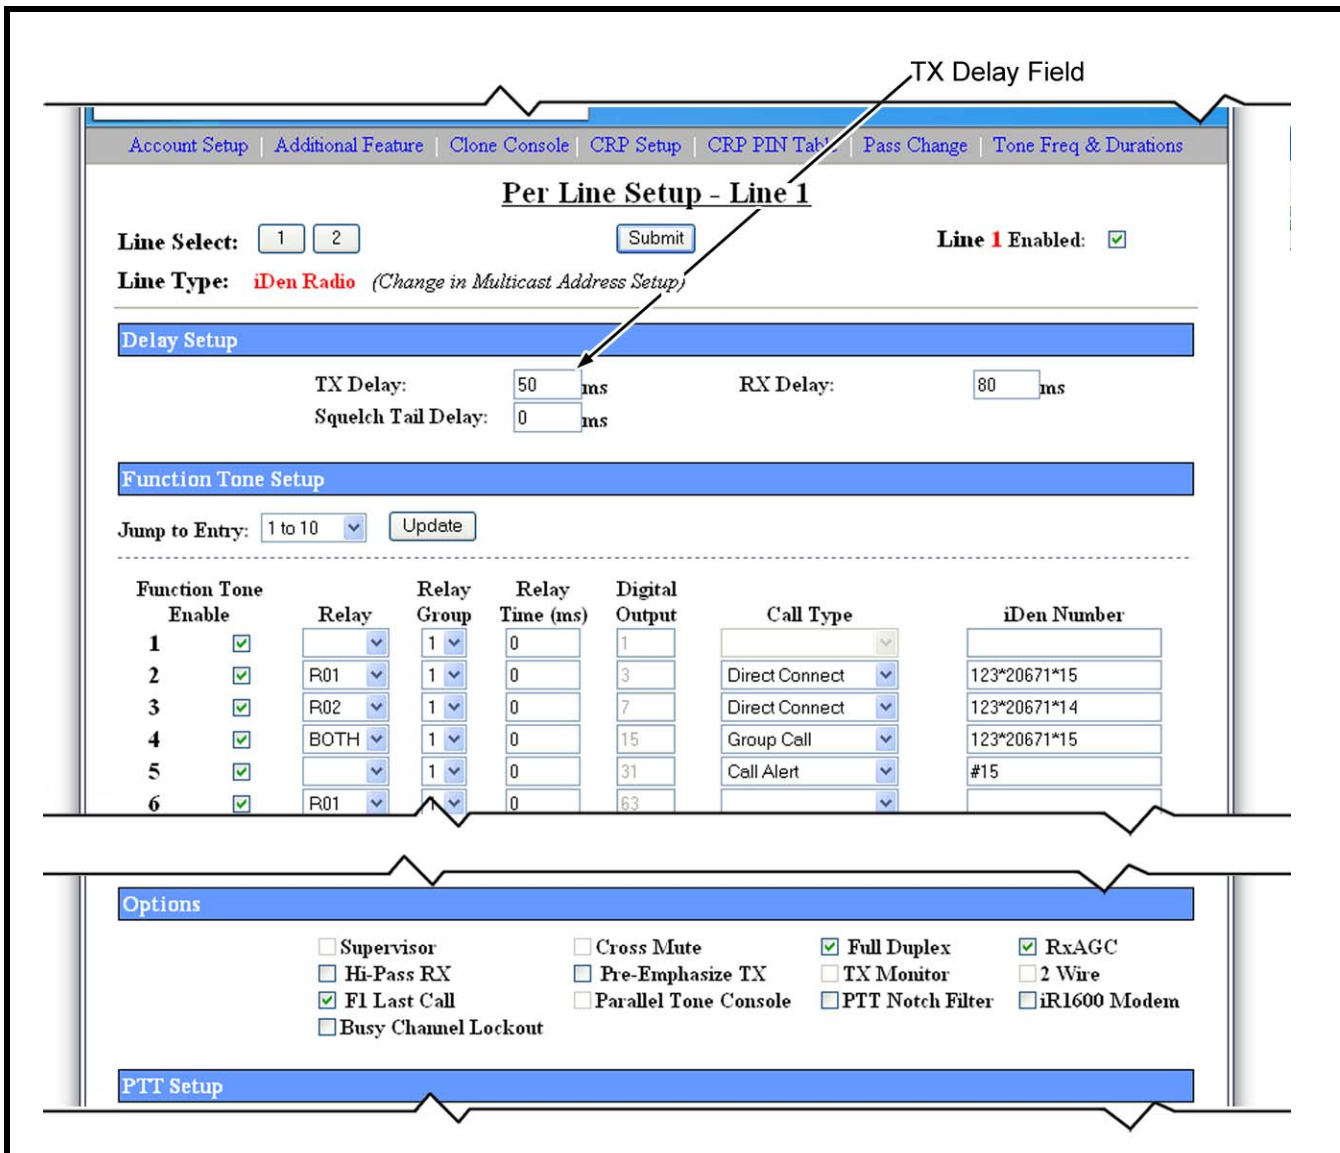 TX Delay Field
Account Setup | Additional Feature | Clone Console | CRP Setup | CRP PIN Table | Pass Change | Tone Freq & Durations
Per Line Setup - Line 1
Line Select: 1 2 Submit Line 1 Enabled:
Line Type: iDen Radio (Change in Multicast Address Setup)
Delay Setup
TX Delay: 50 ms RX Delay: 80 ms
Squelch Tail Delay: 0 ms
Function Tone Setup
Jump to Entry: 1 to 10 Update
Function Tone Enable Relay Relay Group Relay Time (ms) Digital Output Call Type iDen Number
1 1 0 1
2 R01 1 0 3 Direct Connect 123*20671*15
3 R02 1 0 7 Direct Connect 123*20671*14
4 BOTH 1 0 15 Group Call 123*20671*15
5 1 0 31 Call Alert #15
6 R01 1 0 63
Options
Supervisor Cross Mute Full Duplex RxAGC
Hi-Pass RX Pre-Emphasize TX TX Monitor 2 Wire
F1 Last Call Parallel Tone Console PTT Notch Filter iR1600 Modem
Busy Channel Lockout
PTT Setup